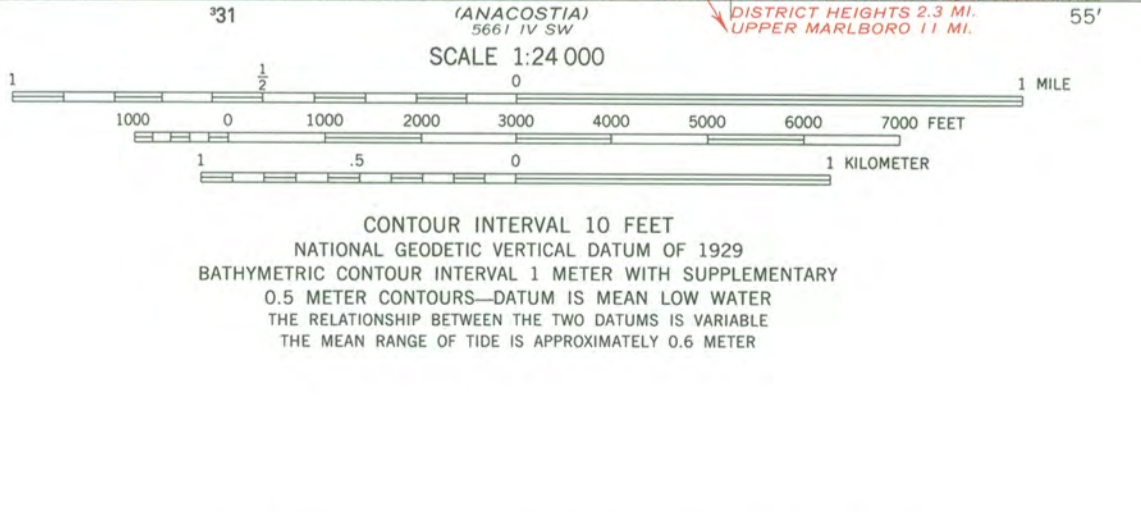 ³31 (ANACOSTIA) DISTRICT HEIGHTS 2.3 MI. 55'
5661 IV SW UPPER MARLBORO 11 MI.
SCALE 1:24 000
1 1/2 0 1 MILE
1000 0 1000 2000 3000 4000 5000 6000 7000 FEET
1 .5 0 1 KILOMETER
CONTOUR INTERVAL 10 FEET
NATIONAL GEODETIC VERTICAL DATUM OF 1929
BATHYMETRIC CONTOUR INTERVAL 1 METER WITH SUPPLEMENTARY
0.5 METER CONTOURS—DATUM IS MEAN LOW WATER
THE RELATIONSHIP BETWEEN THE TWO DATUMS IS VARIABLE
THE MEAN RANGE OF TIDE IS APPROXIMATELY 0.6 METER